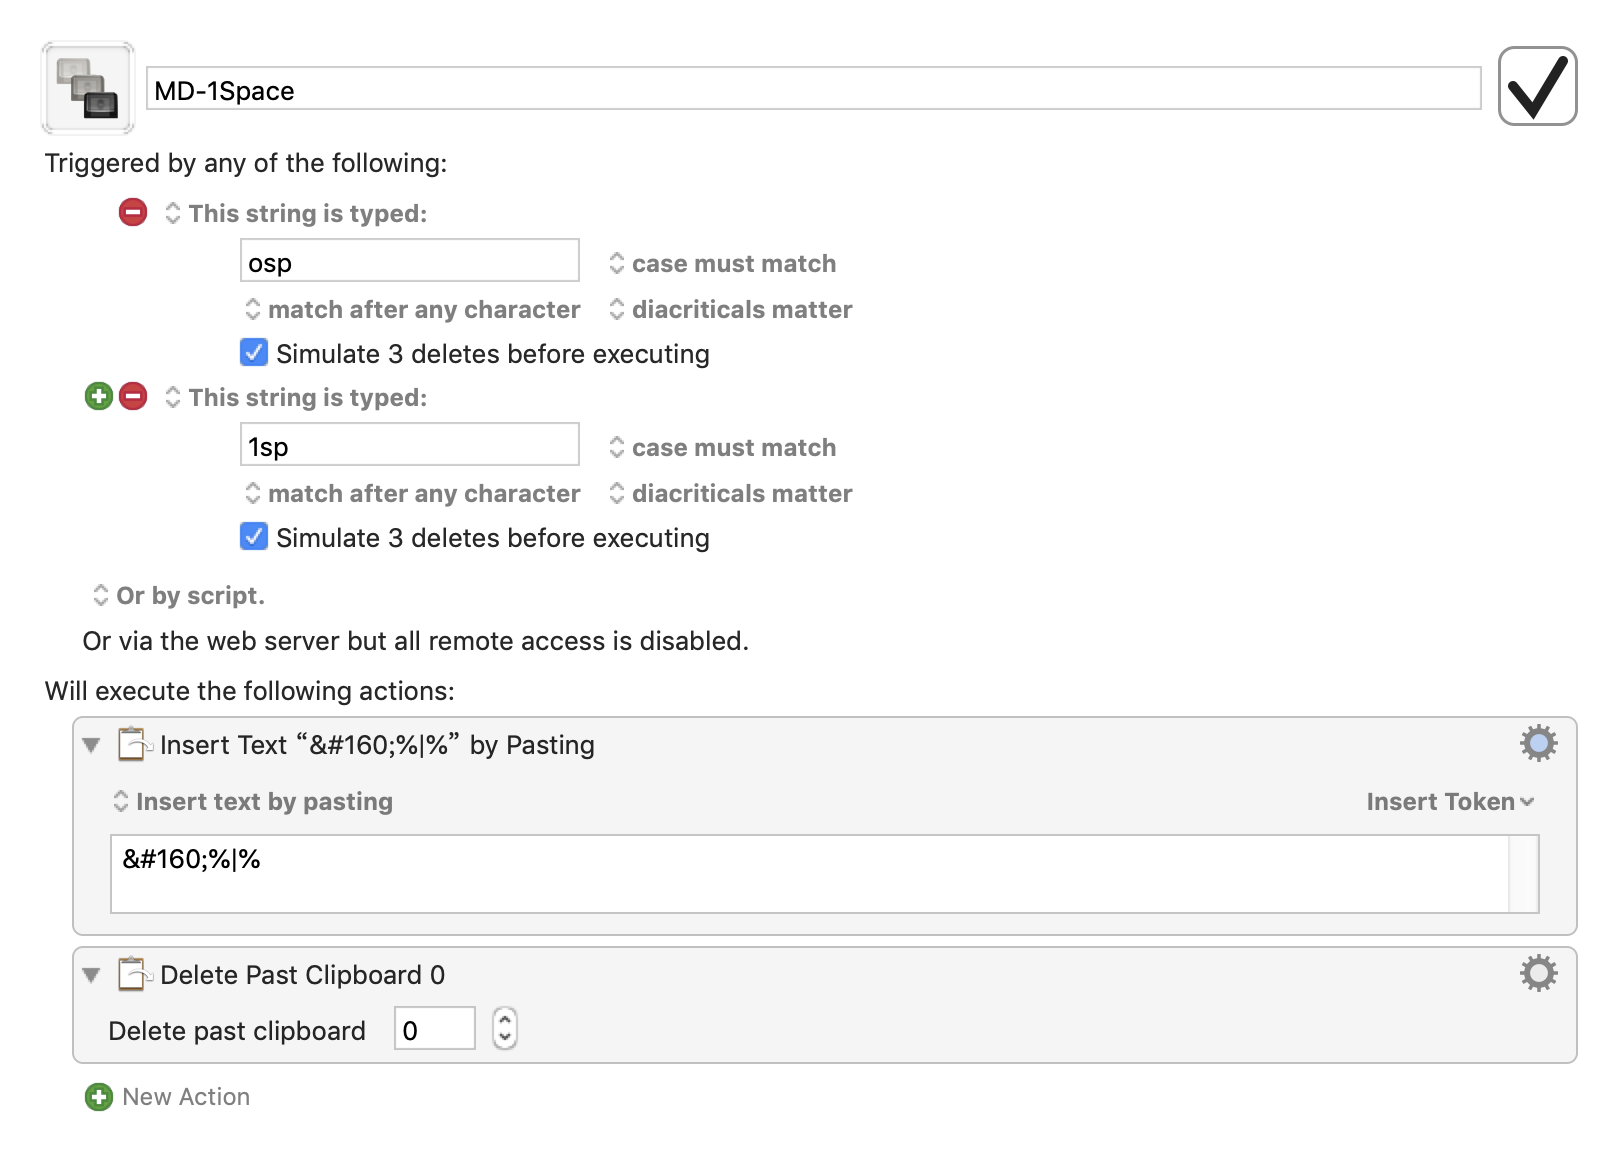 MD-1Space
Triggered by any of the following:
This string is typed:
osp case must match
match after any character diacriticals matter
Simulate 3 deletes before executing
This string is typed:
1sp case must match
match after any character diacriticals matter
Simulate 3 deletes before executing
Or by script.
Or via the web server but all remote access is disabled.
Will execute the following actions:
Insert Text “&#160;%|%” by Pasting
Insert text by pasting Insert Token
&#160;%|%
Delete Past Clipboard 0
Delete past clipboard 0
New Action